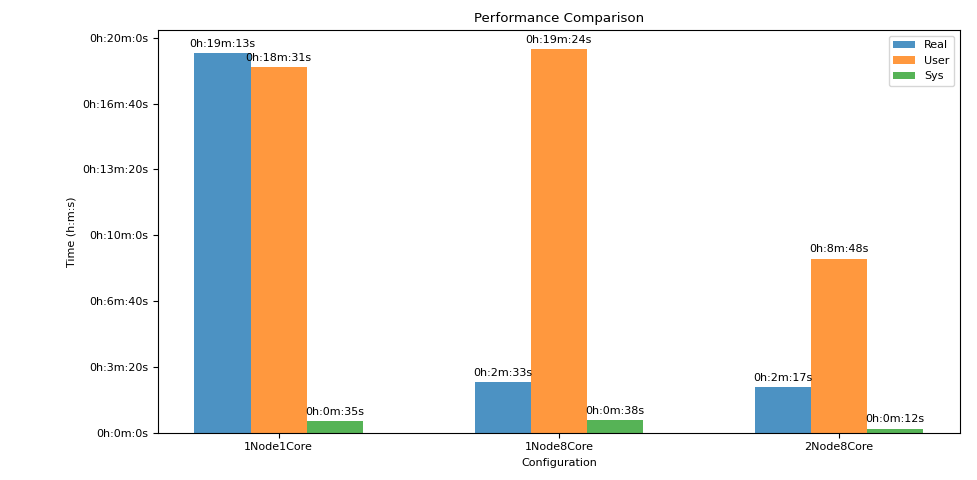 Performance Comparison
0h:20m:0s
0h:16m:40s
0h:13m:20s
0h:10m:0s
0h:6m:40s
0h:3m:20s
0h:0m:0s
Time (h:m:s)
0h:19m:13s
0h:18m:31s
0h:0m:35s
0h:2m:33s
0h:19m:24s
0h:0m:38s
0h:2m:17s
0h:8m:48s
0h:0m:12s
Real
User
Sys
1Node1Core
1Node8Core
2Node8Core
Configuration